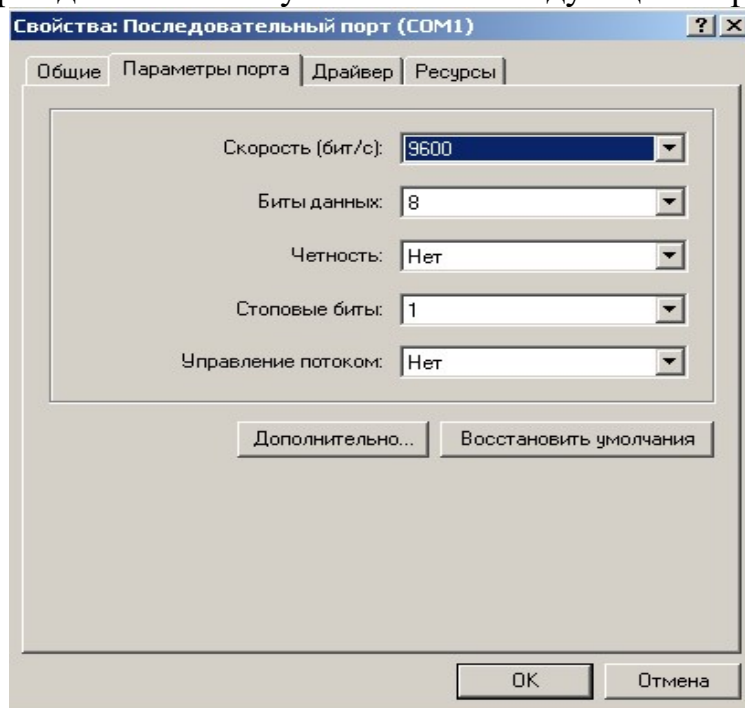 Свойства: Последовательный порт (COM1)
Общие Параметры порта Драйвер Ресурсы
Скорость (бит/с): 9600
Биты данных: 8
Четность: Нет
Стоповые биты: 1
Управление потоком: Нет
Дополнительно... Восстановить умолчания
OK Отмена